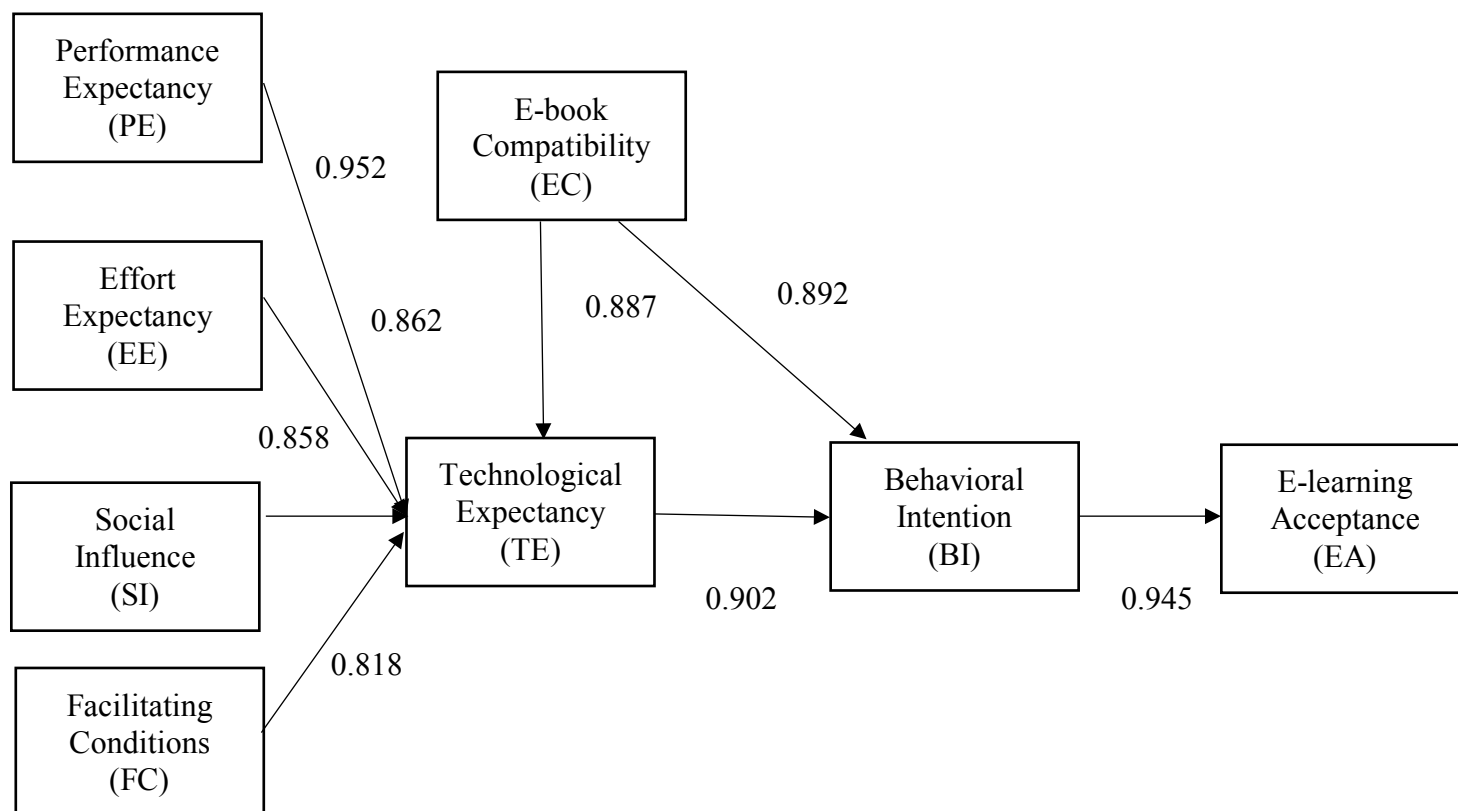 Performance
Expectancy
(PE)
E-book
Compatibility
(EC)
0.952
Effort
Expectancy
(EE)
0.862
0.887
0.892
0.858
Social
Influence
(SI)
Technological
Expectancy
(TE)
Behavioral
Intention
(BI)
E-learning
Acceptance
(EA)
0.902
0.945
0.818
Facilitating
Conditions
(FC)